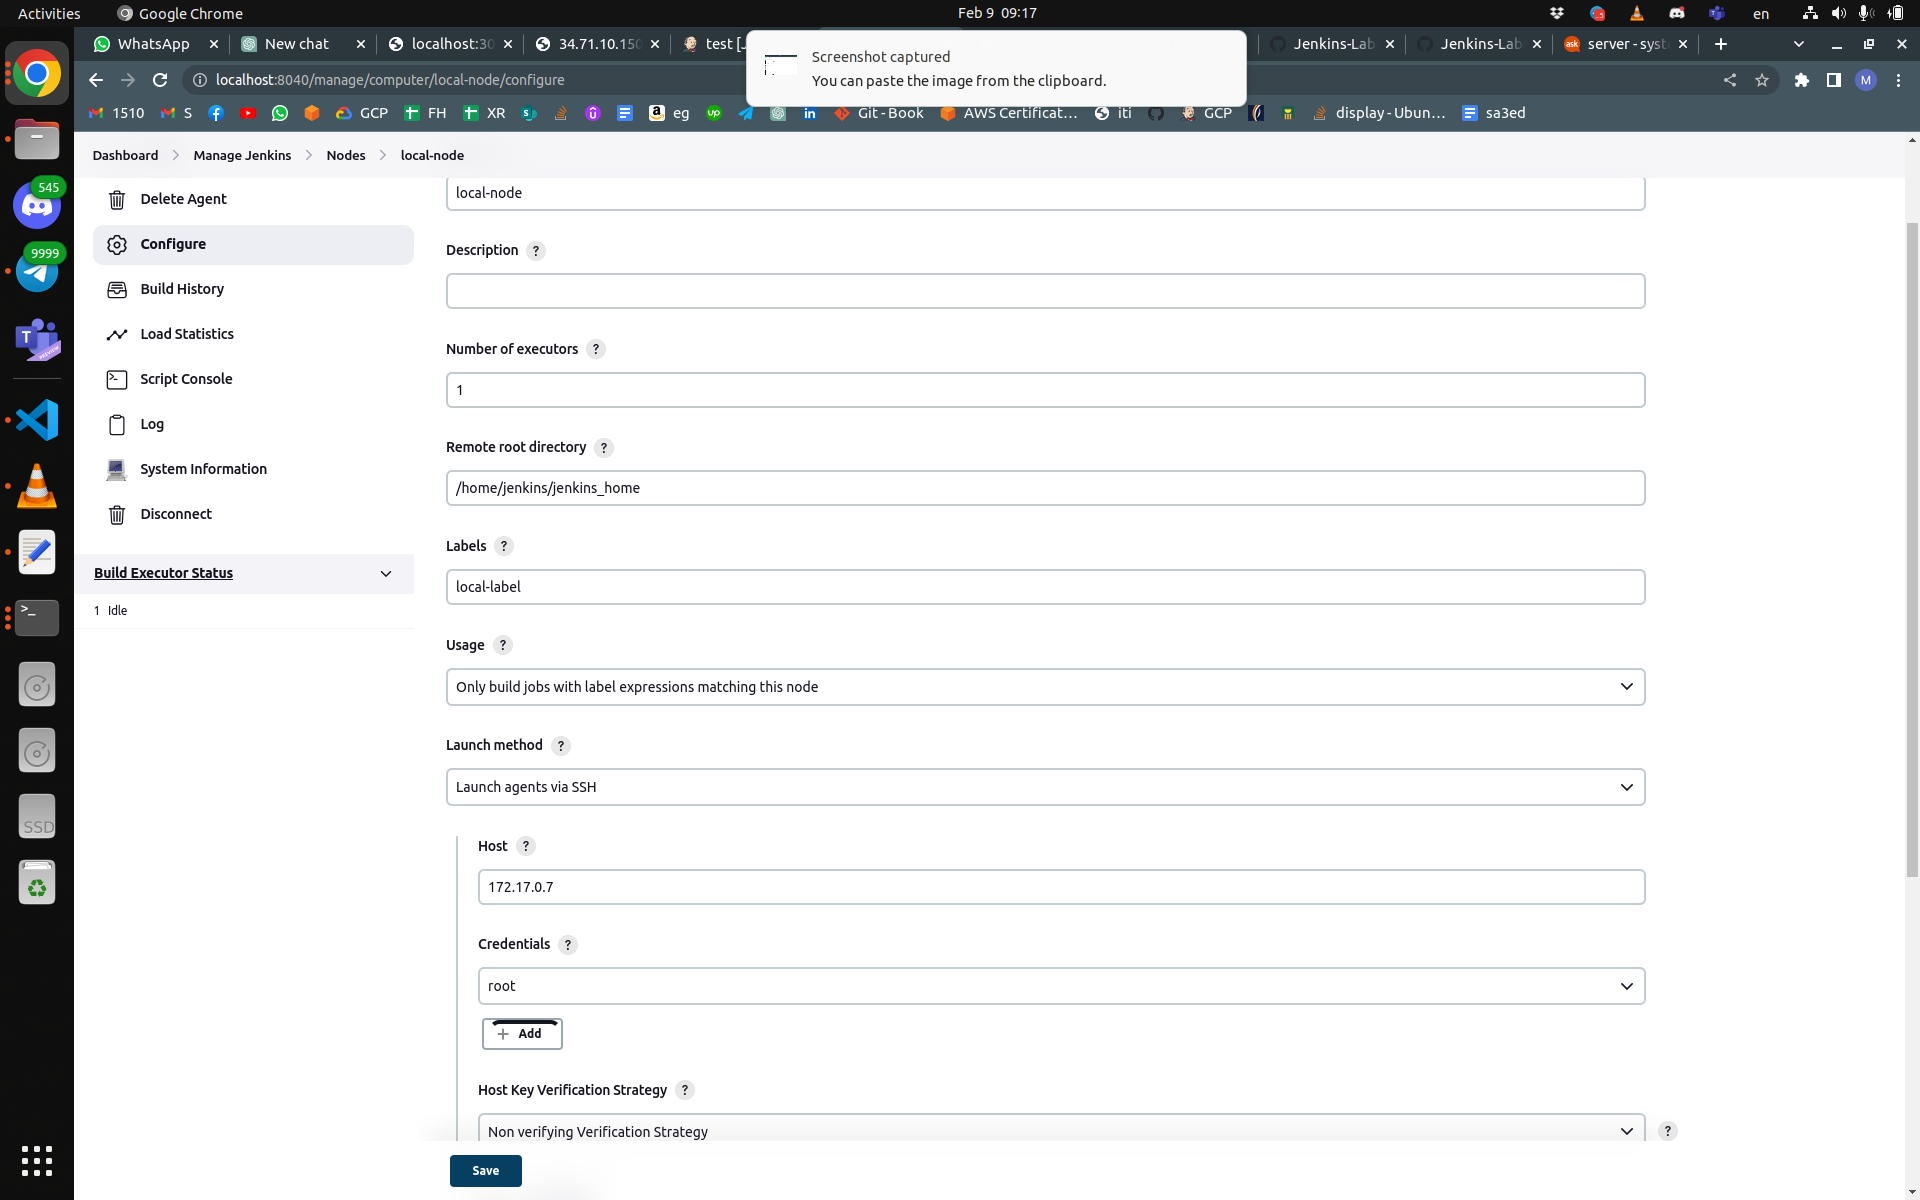 Activities
Google Chrome
Feb 9 09:17
en
WhatsApp
New chat
localhost:30
34.71.10.150
test [J
Jenkins-Lab
Jenkins-Lab
server - syst
Screenshot captured
You can paste the image from the clipboard.
localhost:8040/manage/computer/local-node/configure
M
1510
S
GCP
FH
XR
eg
Git - Book
AWS Certificat...
iti
GCP
display - Ubun...
sa3ed
Dashboard
Manage Jenkins
Nodes
local-node
545
9999
SSD
Delete Agent
Configure
Build History
Load Statistics
Script Console
Log
System Information
Disconnect
Build Executor Status
1 Idle
local-node
Description ?
Number of executors ?
1
Remote root directory ?
/home/jenkins/jenkins_home
Labels ?
local-label
Usage ?
Only build jobs with label expressions matching this node
Launch method ?
Launch agents via SSH
Host ?
172.17.0.7
Credentials ?
root
+ Add
Host Key Verification Strategy ?
Non verifying Verification Strategy
?
Save